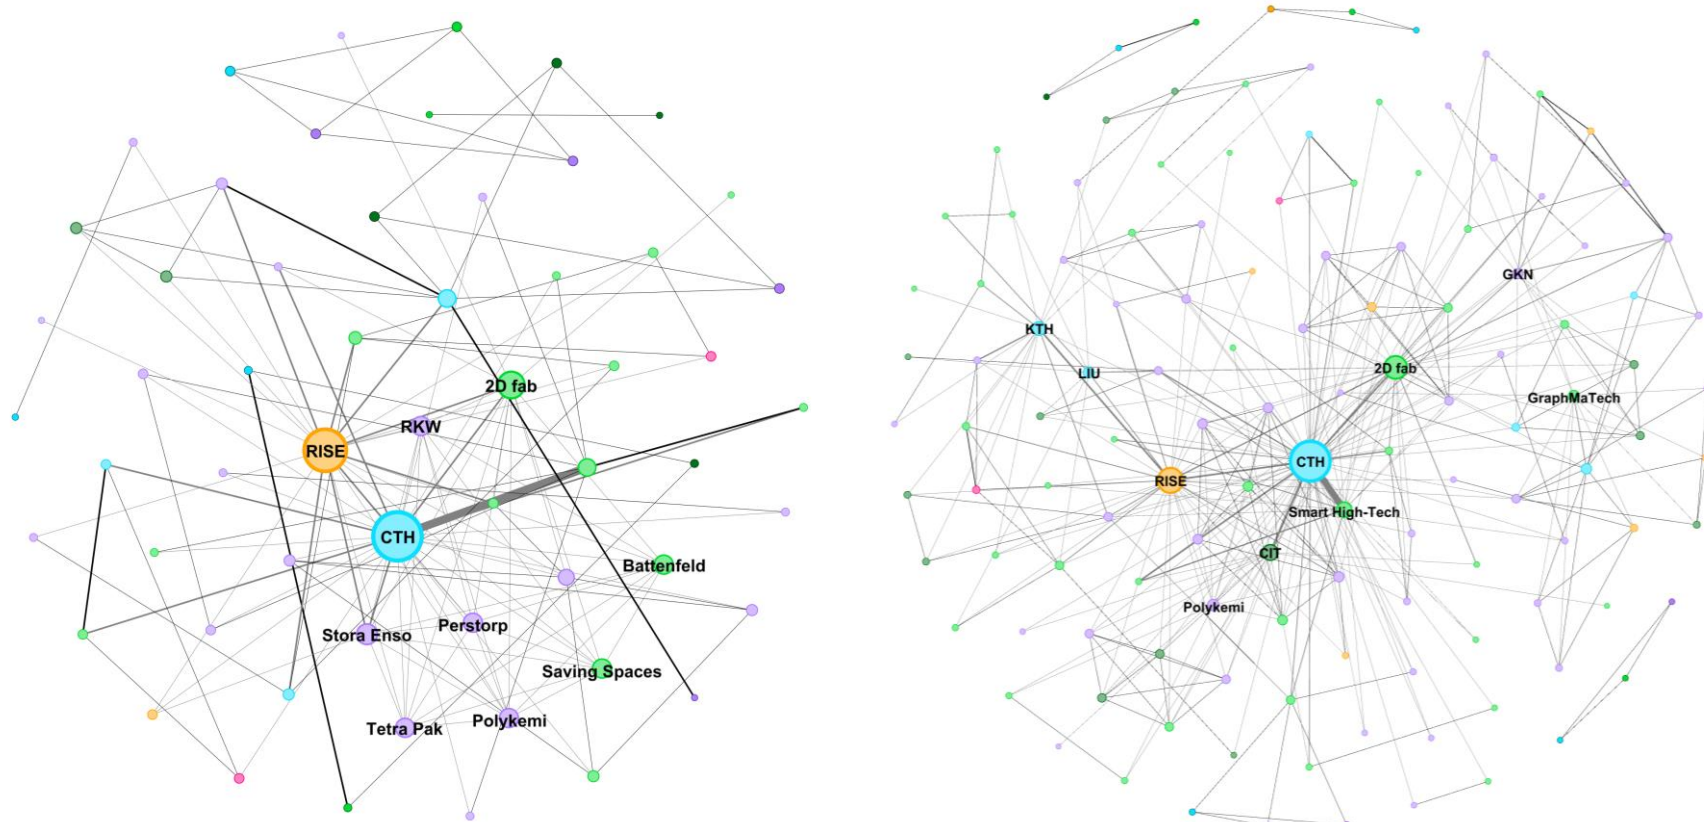 2D fab
RKW
RISE
CTH
Battenfeld
Perstorp
Stora Enso
Saving Spaces
Polykemi
Tetra Pak
GKN
KTH
2D fab
LIU
GraphMaTech
CTH
RISE
Smart High-Tech
CIT
Polykemi